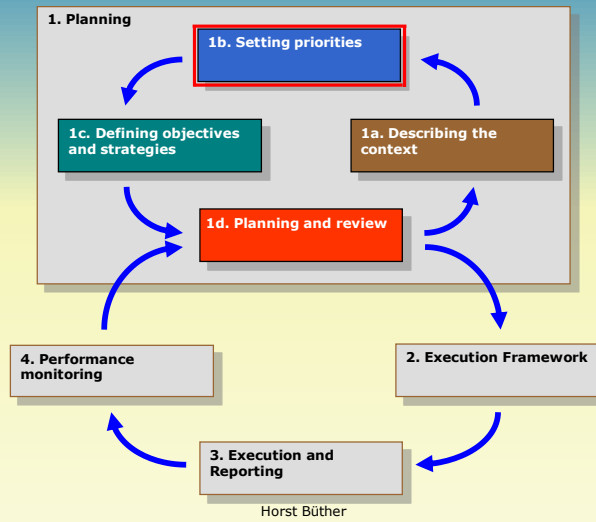 1. Planning
1b. Setting priorities
1c. Defining objectives
and strategies
1a. Describing the
context
1d. Planning and review
4. Performance
monitoring
2. Execution Framework
3. Execution and
Reporting
Horst Büther